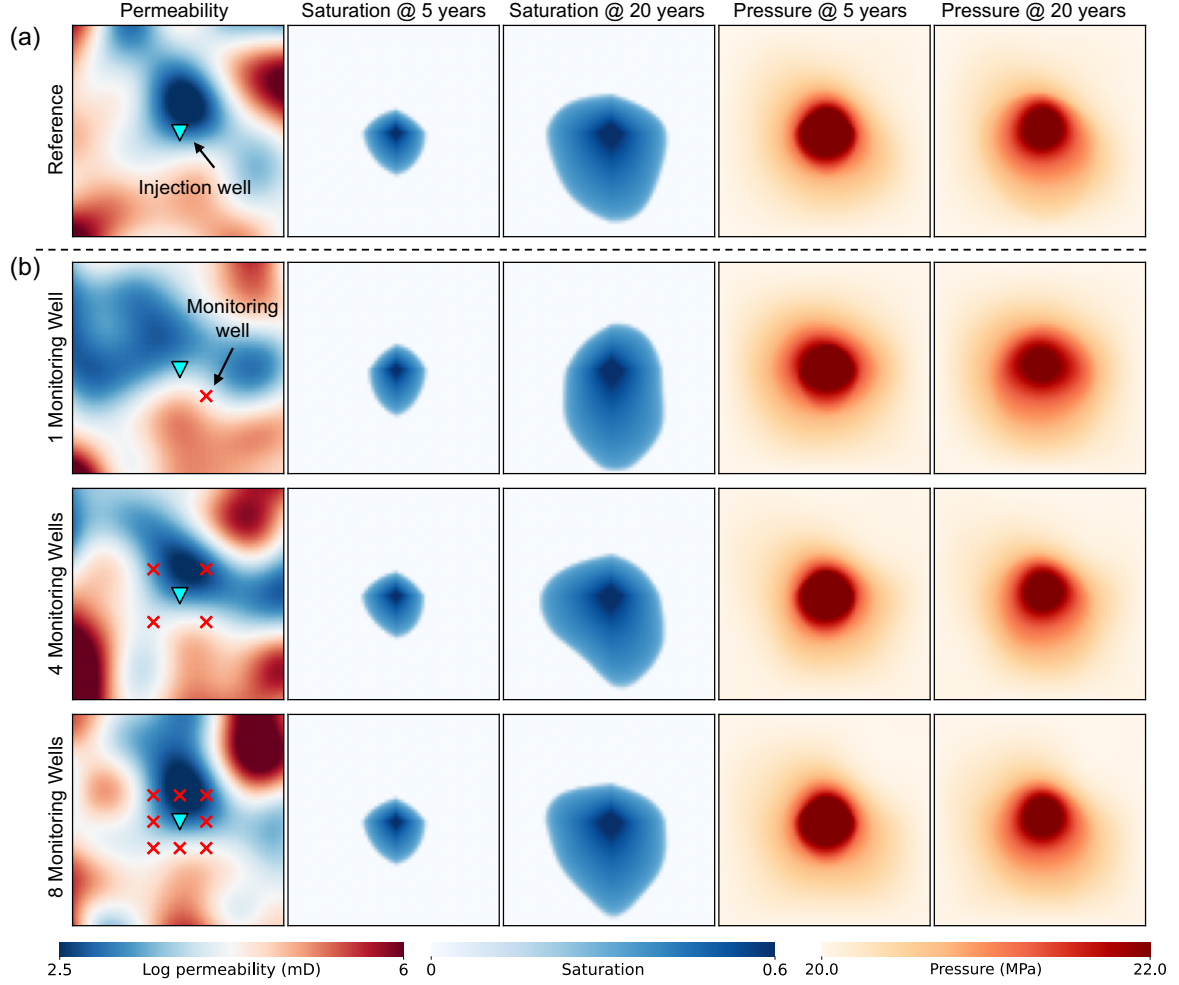 Permeability
Saturation @ 5 years
Saturation @ 20 years
Pressure @ 5 years
Pressure @ 20 years
(a)
Reference
Injection well
(b)
1 Monitoring Well
Monitoring
well
4 Monitoring Wells
8 Monitoring Wells
2.5
Log permeability (mD)
6
0
Saturation
0.6
20.0
Pressure (MPa)
22.0